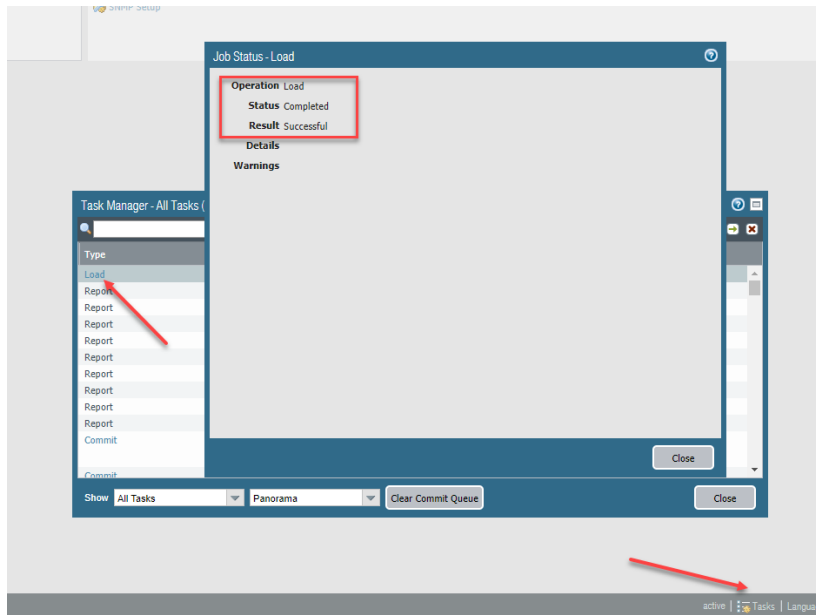 SNMP Setup
Job Status - Load
Operation Load
Status Completed
Result Successful
Details
Warnings
Task Manager - All Tasks (
Type
Load
Report
Report
Report
Report
Report
Report
Report
Report
Report
Commit
Commit
Close
Show All Tasks Panorama Clear Commit Queue Close
active | Tasks | Langua